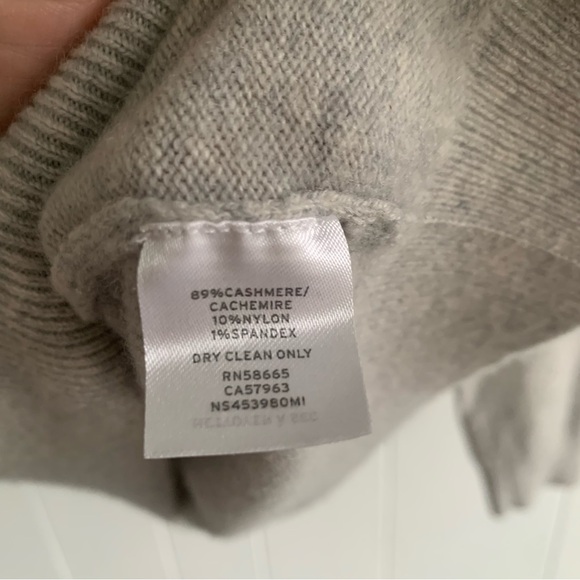 89%CASHMERE/
CACHEMIRE
10%NYLON
1%SPANDEX
DRY CLEAN ONLY
RN58665
CA57963
NS453980MI